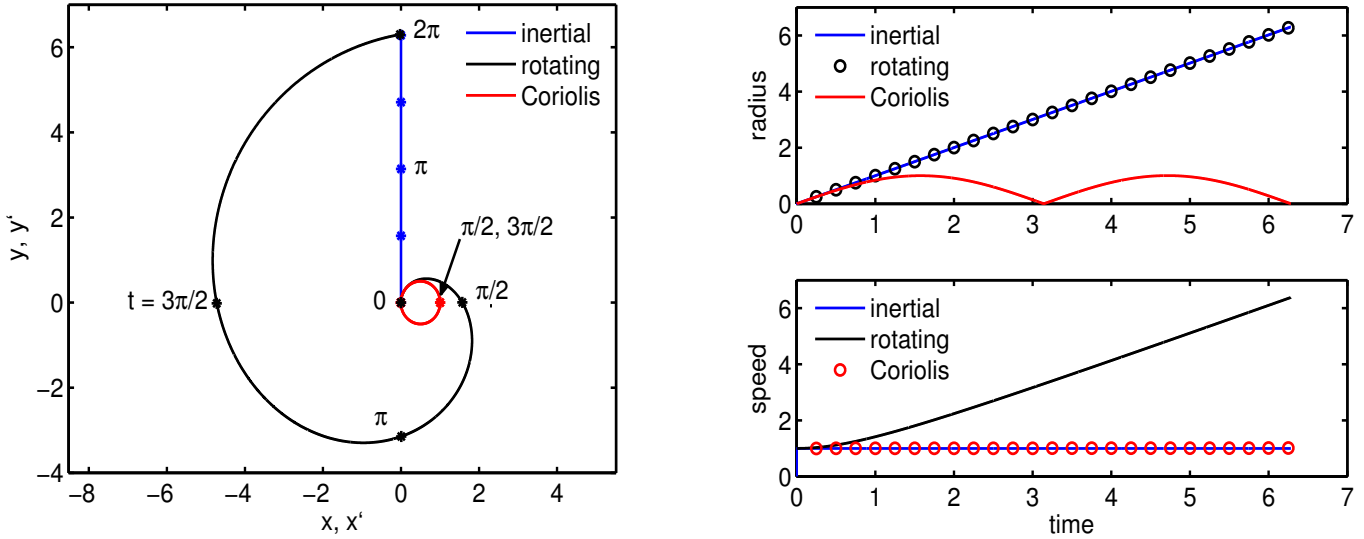 6
4
2
0
−2
−4
y, y‘
−8
−6
−4
−2
0
2
4
x, x‘
2π
inertial
rotating
Coriolis
π
π/2, 3π/2
0
π/2
t = 3π/2
π
6
4
2
0
radius
inertial
rotating
Coriolis
0
1
2
3
4
5
6
7
6
4
2
0
speed
inertial
rotating
Coriolis
0
1
2
3
4
5
6
7
time